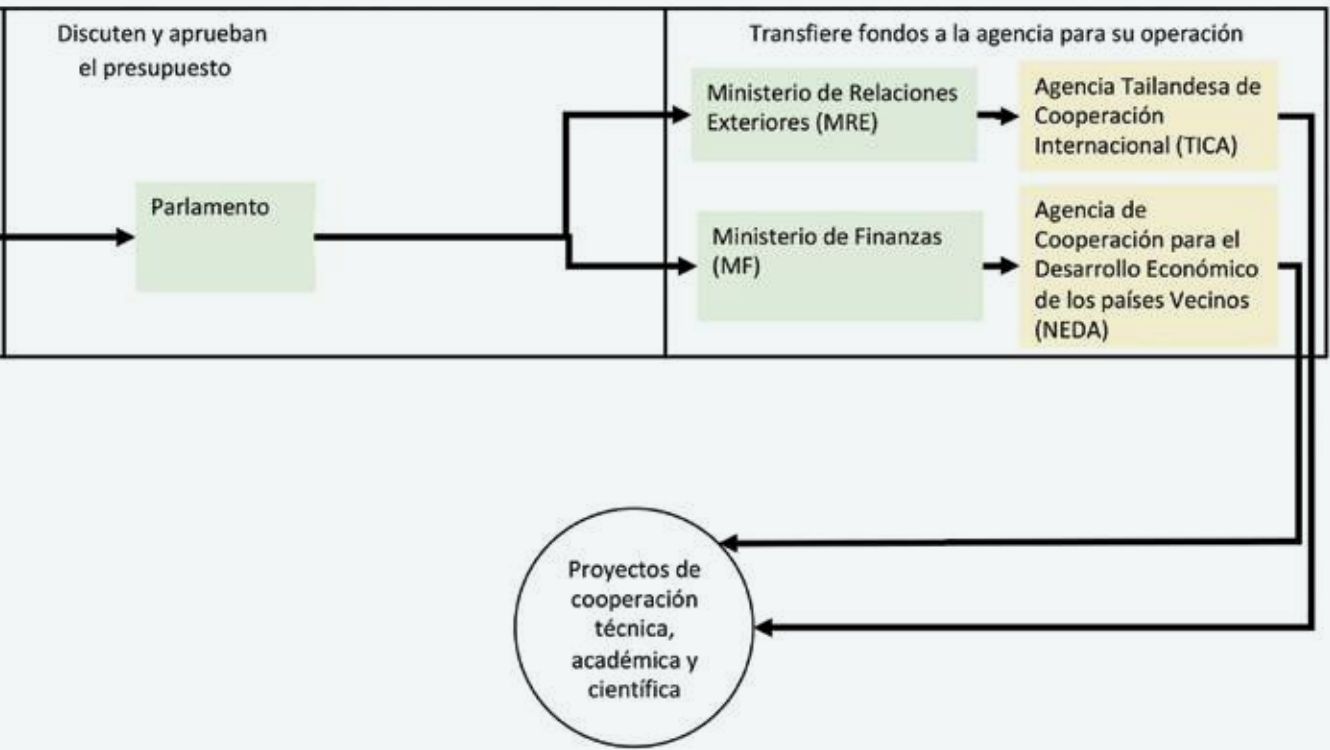 Discuten y aprueban
el presupuesto
Parlamento
Transfiere fondos a la agencia para su operación
Ministerio de Relaciones
Exteriores (MRE)
Agencia Tailandesa de
Cooperación
Internacional (TICA)
Ministerio de Finanzas
(MF)
Agencia de
Cooperación para el
Desarrollo Económico
de los países Vecinos
(NEDA)
Proyectos de
cooperación
técnica,
académica y
científica